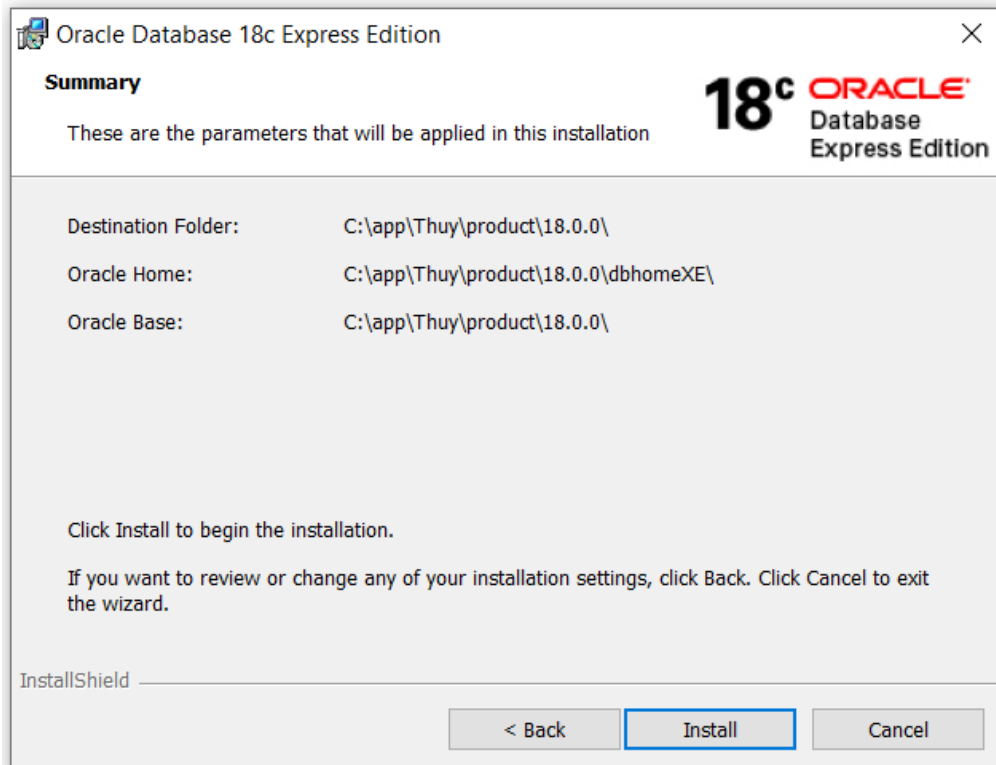 Oracle Database 18c Express Edition
Summary
These are the parameters that will be applied in this installation
18c ORACLE
Database
Express Edition
Destination Folder: C:\app\Thuy\product\18.0.0\
Oracle Home: C:\app\Thuy\product\18.0.0\dbhomeXE\
Oracle Base: C:\app\Thuy\product\18.0.0\
Click Install to begin the installation.
If you want to review or change any of your installation settings, click Back. Click Cancel to exit
the wizard.
InstallShield
< Back Install Cancel